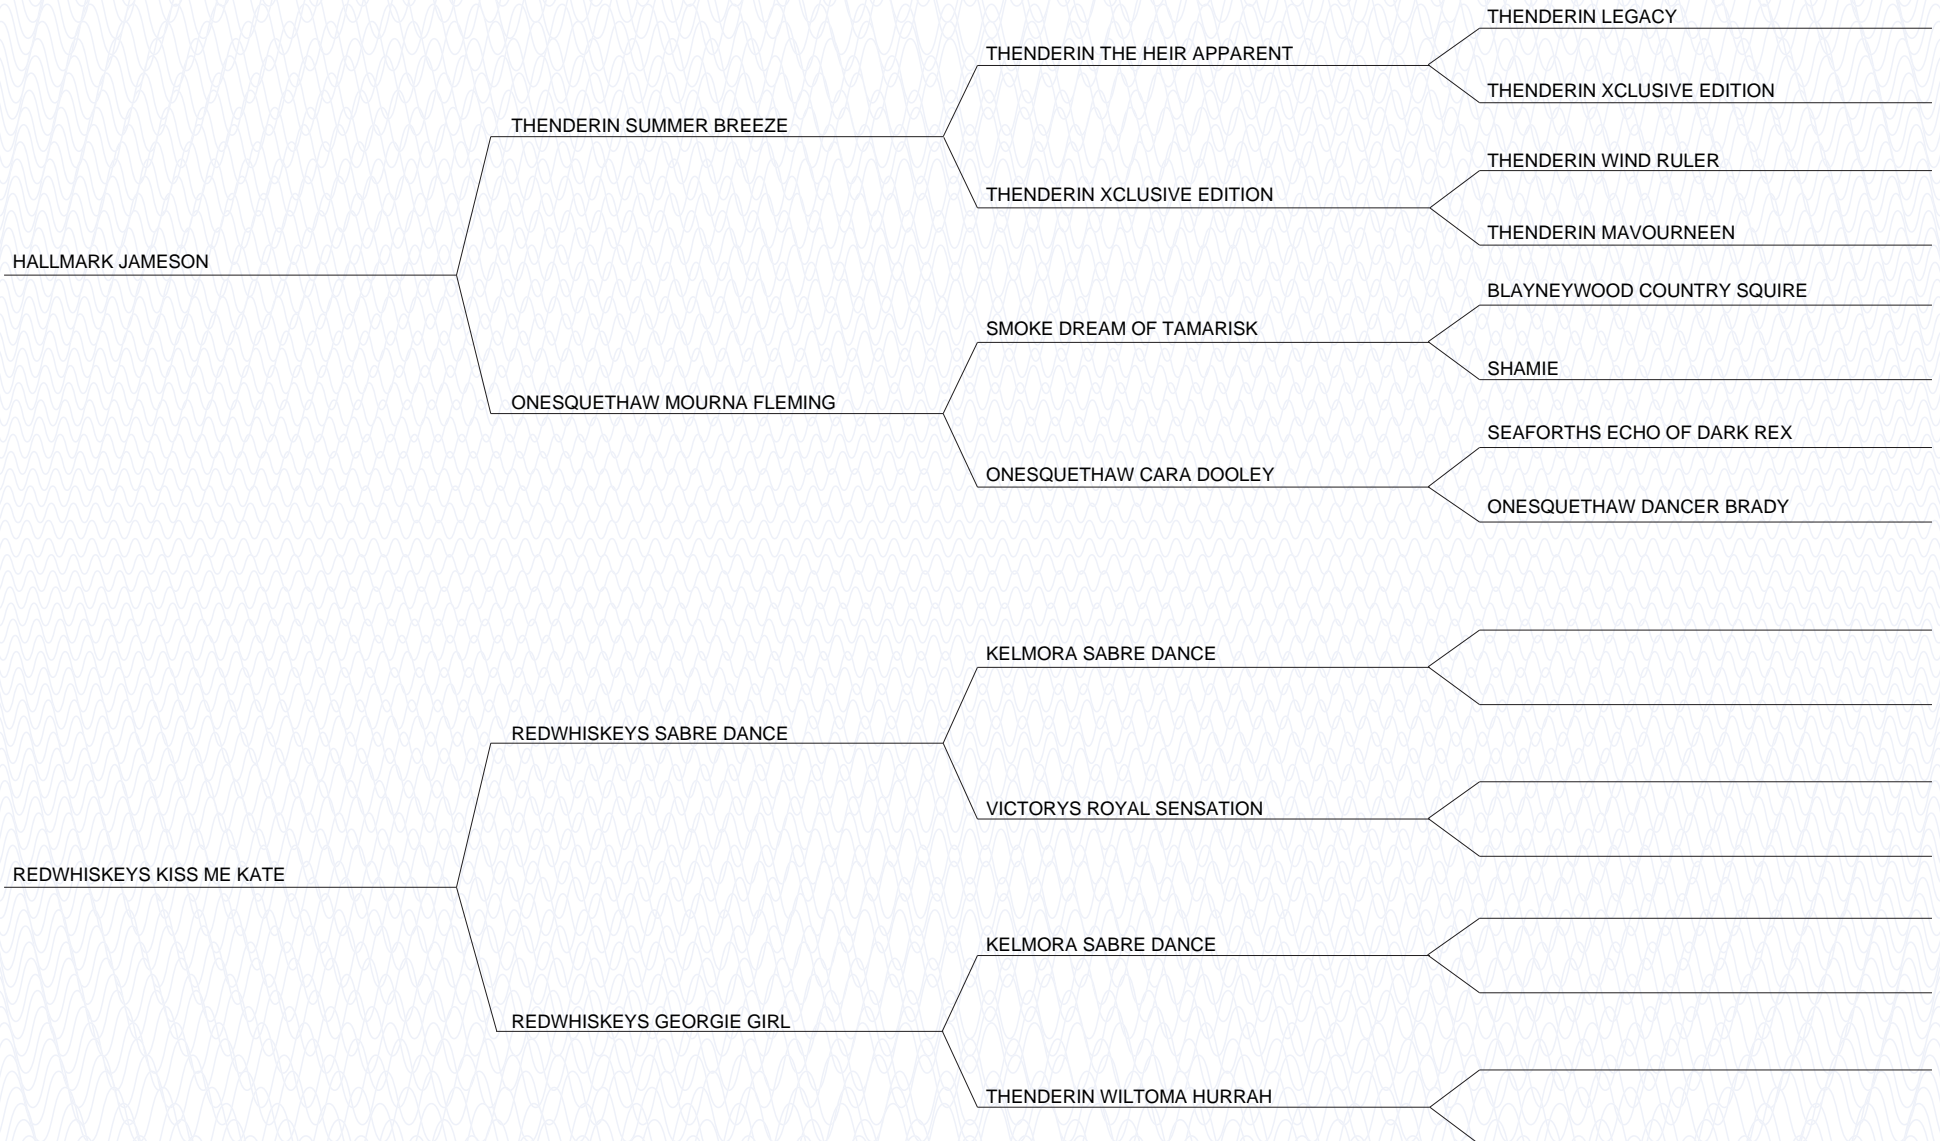 THENDERIN LEGACY
THENDERIN THE HEIR APPARENT
THENDERIN XCLUSIVE EDITION
THENDERIN SUMMER BREEZE
THENDERIN WIND RULER
THENDERIN XCLUSIVE EDITION
THENDERIN MAVOURNEEN
HALLMARK JAMESON
BLAYNEYWOOD COUNTRY SQUIRE
SMOKE DREAM OF TAMARISK
SHAMIE
ONESQUETHAW MOURNA FLEMING
SEAFORTHS ECHO OF DARK REX
ONESQUETHAW CARA DOOLEY
ONESQUETHAW DANCER BRADY
KELMORA SABRE DANCE
REDWHISKEYS SABRE DANCE
VICTORYS ROYAL SENSATION
REDWHISKEYS KISS ME KATE
KELMORA SABRE DANCE
REDWHISKEYS GEORGIE GIRL
THENDERIN WILTOMA HURRAH